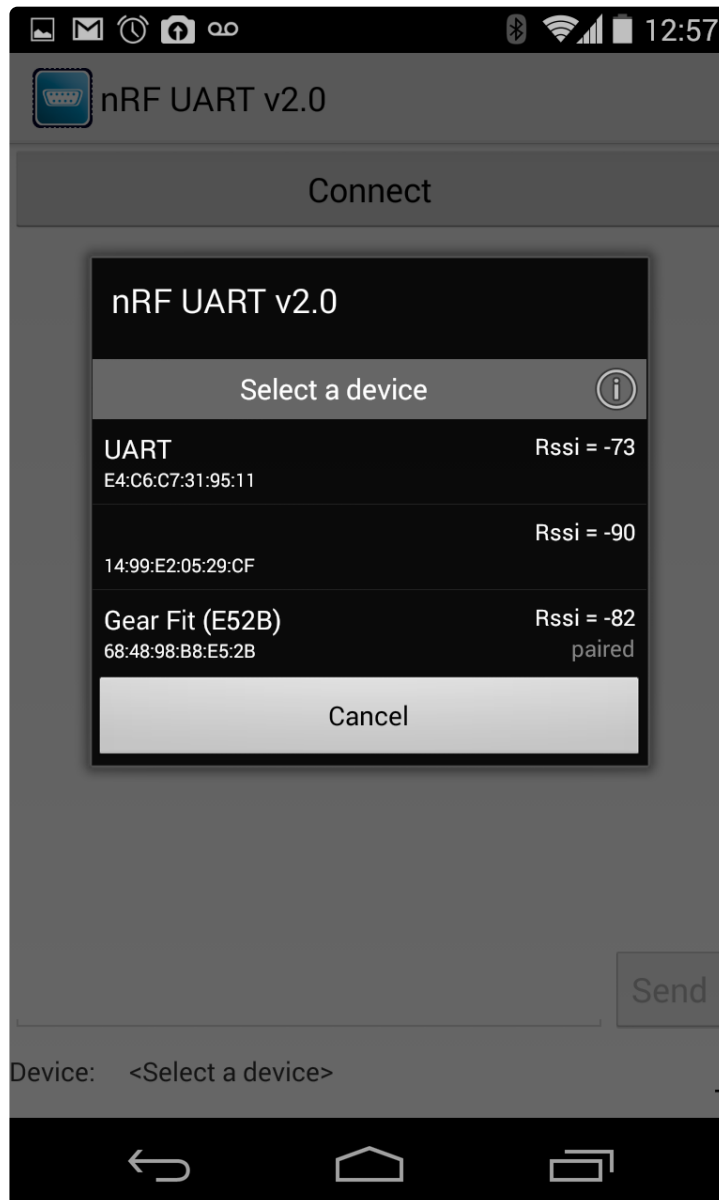 12:57
nRF UART v2.0
Connect
nRF UART v2.0
Select a device
UART
Rssi = -73
E4:C6:C7:31:95:11
Rssi = -90
14:99:E2:05:29:CF
Gear Fit (E52B)
Rssi = -82
68:48:98:B8:E5:2B
paired
Cancel
Send
Device: <Select a device>